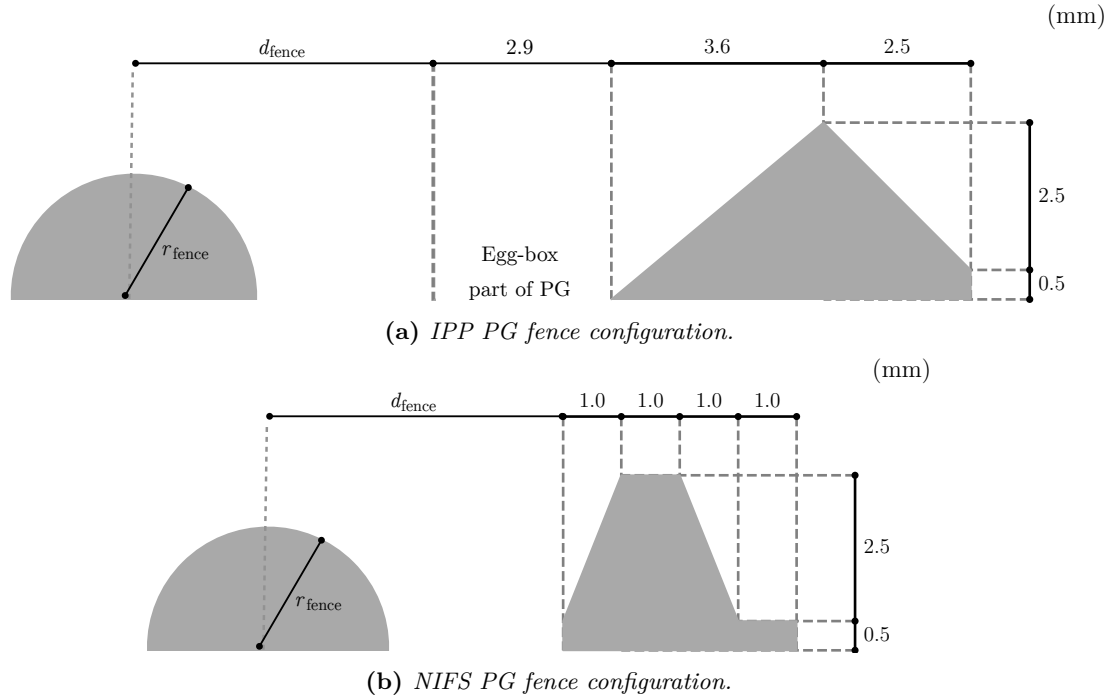 (mm)
d_fence 2.9 3.6 2.5
2.5
r_fence
Egg-box
part of PG
0.5
(a) IPP PG fence configuration.
(mm)
d_fence 1.0 1.0 1.0 1.0
2.5
r_fence
0.5
(b) NIFS PG fence configuration.